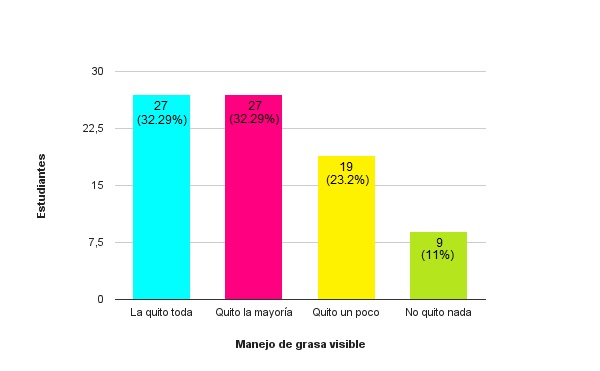 30
22,5
15
7,5
0
Estudiantes
27
(32.29%)
27
(32.29%)
19
(23.2%)
9
(11%)
La quito toda
Quito la mayoría
Quito un poco
No quito nada
Manejo de grasa visible